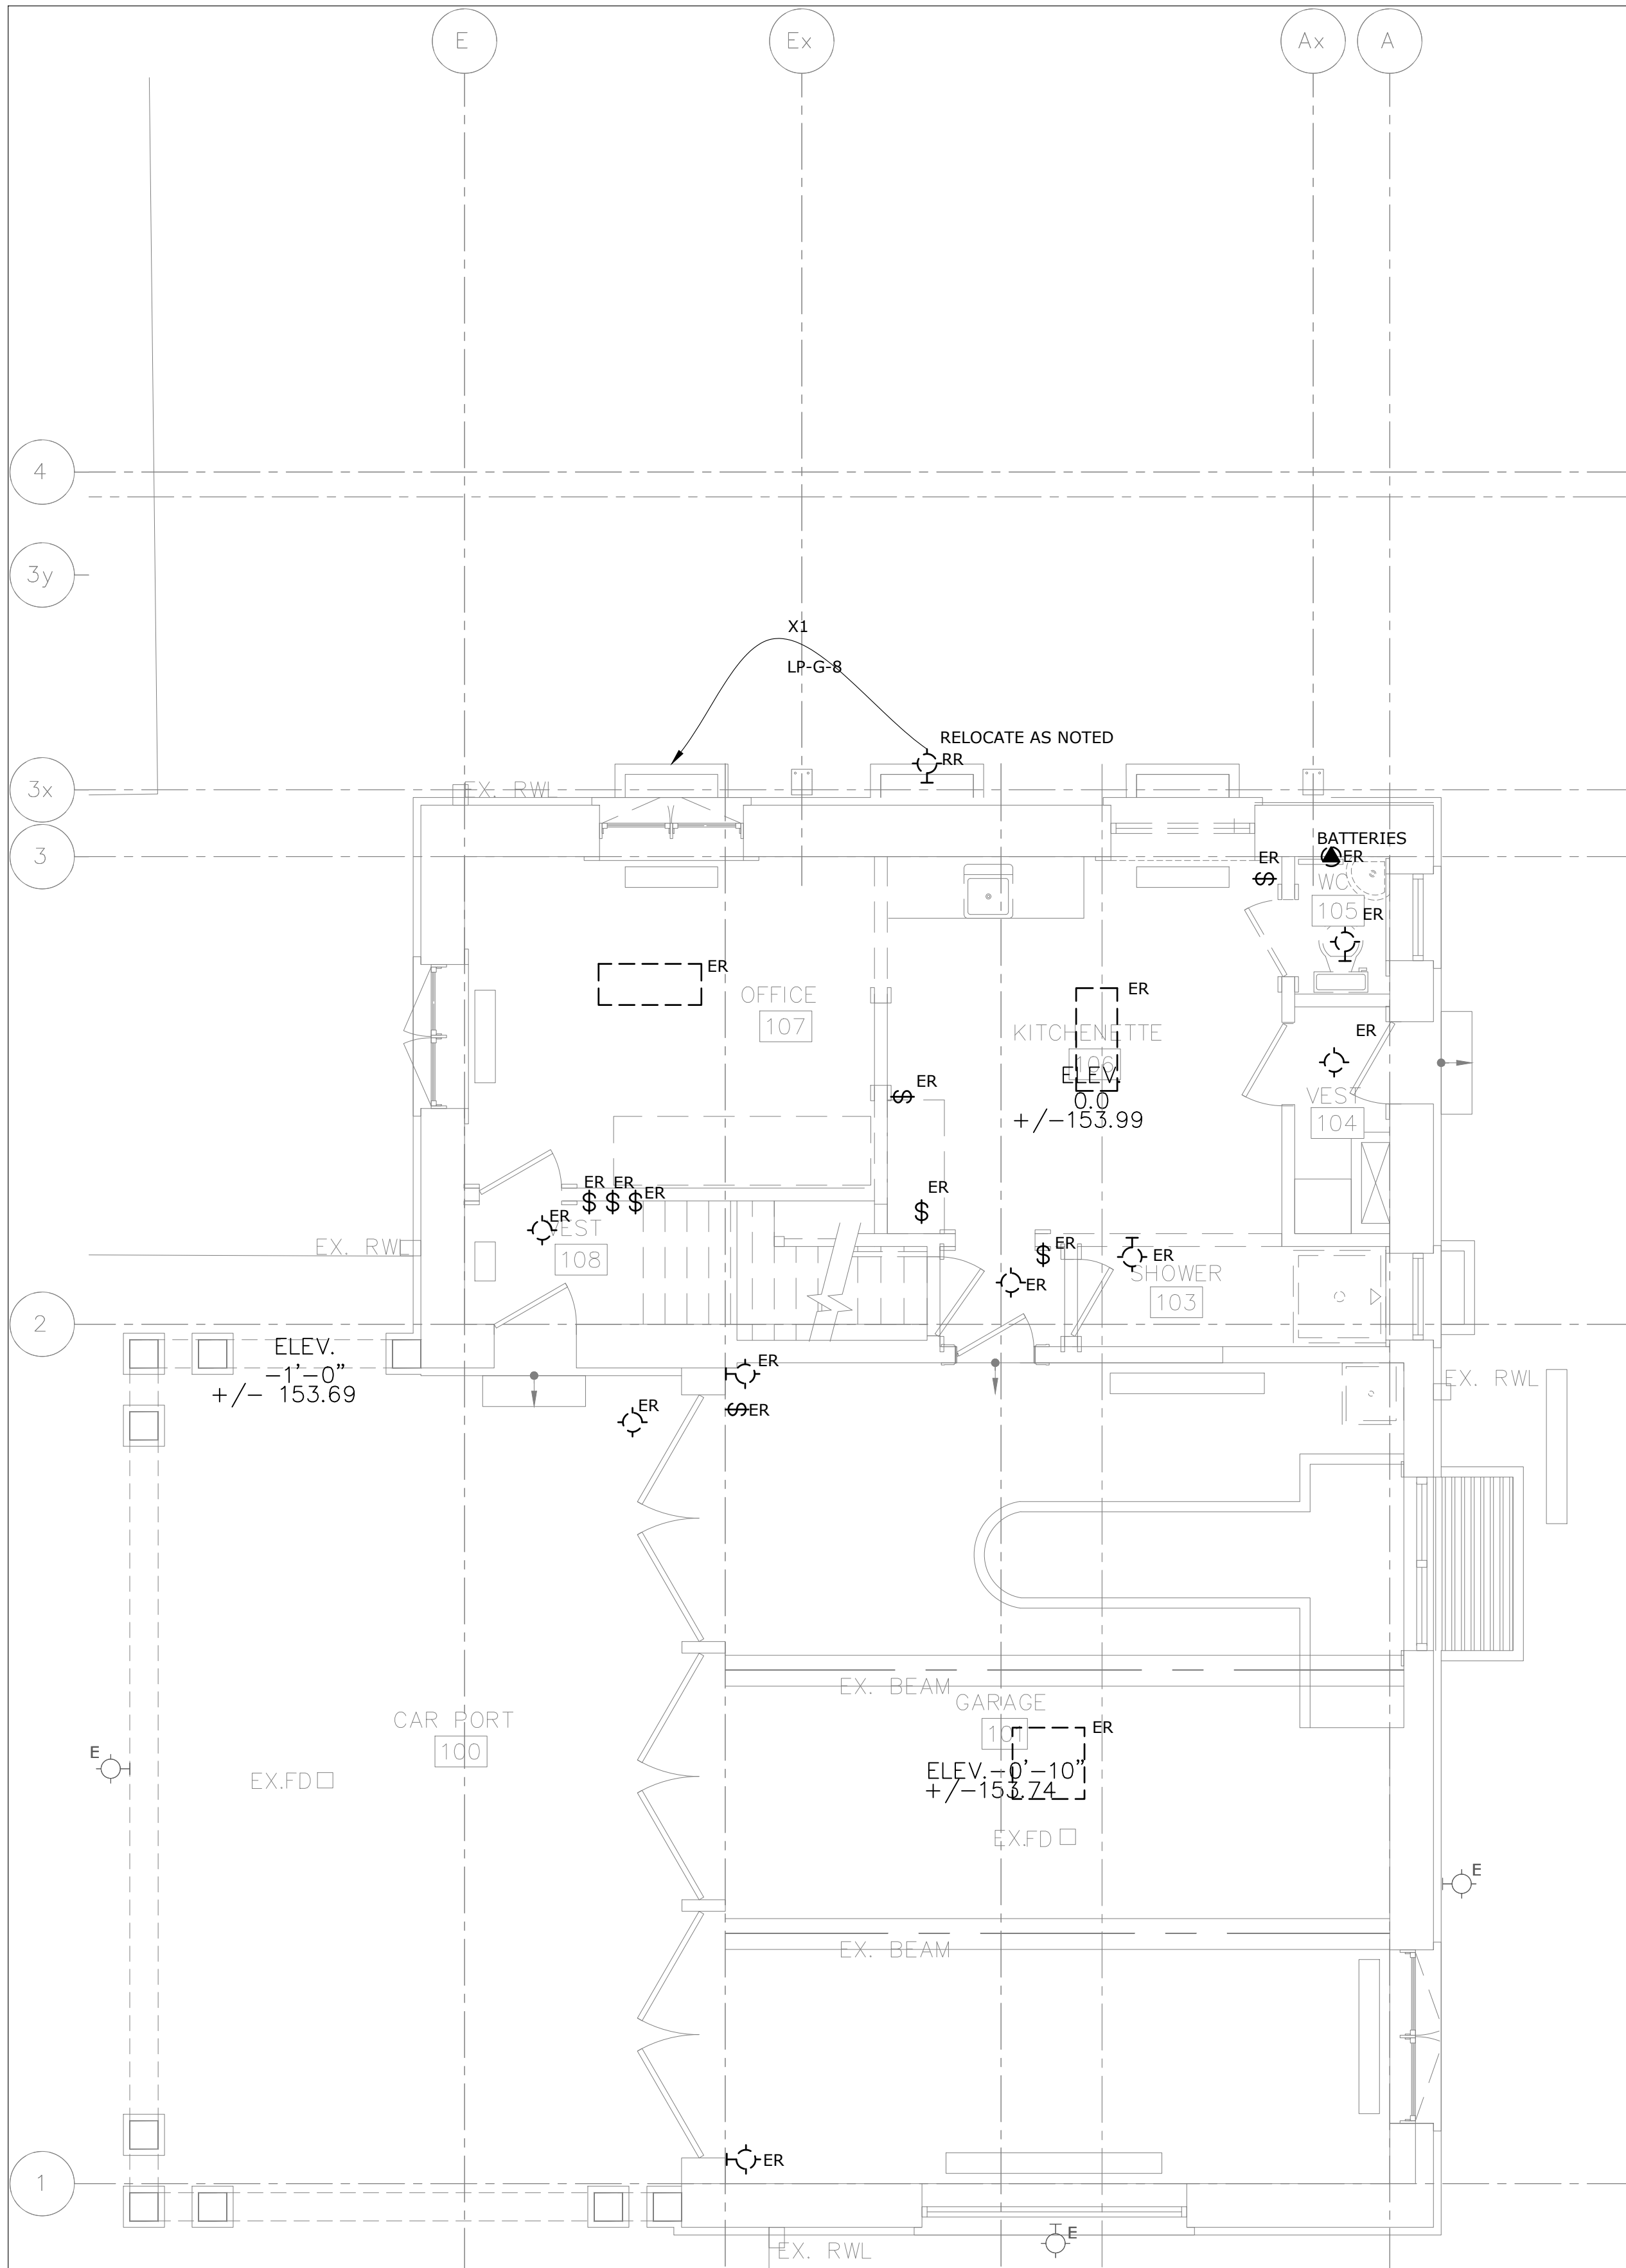 E
Ex
Ax
A
4
3y
X1
LP-G-8
RELOCATE AS NOTED
RR
3x
EX. RWL
BATTERIES
3
ER
ER
WC
105
ER
ER
OFFICE
107
ER
KITCHENETTE
106
ER
ELEV.
0.0
+/-153.99
ER
VEST
104
ER
ER
ER
ER
ER
VEST
108
EX. RWL
ER
ER
ER
SHOWER
103
2
ELEV.
-1'-0"
+/- 153.69
ER
ER
ER
EX. RWL
EX. BEAM
GARAGE
101
ER
CAR PORT
100
E
EX.FD
ELEV.-0'-10"
+/-153.74
EX.FD
E
EX. BEAM
ER
1
E
EX. RWL